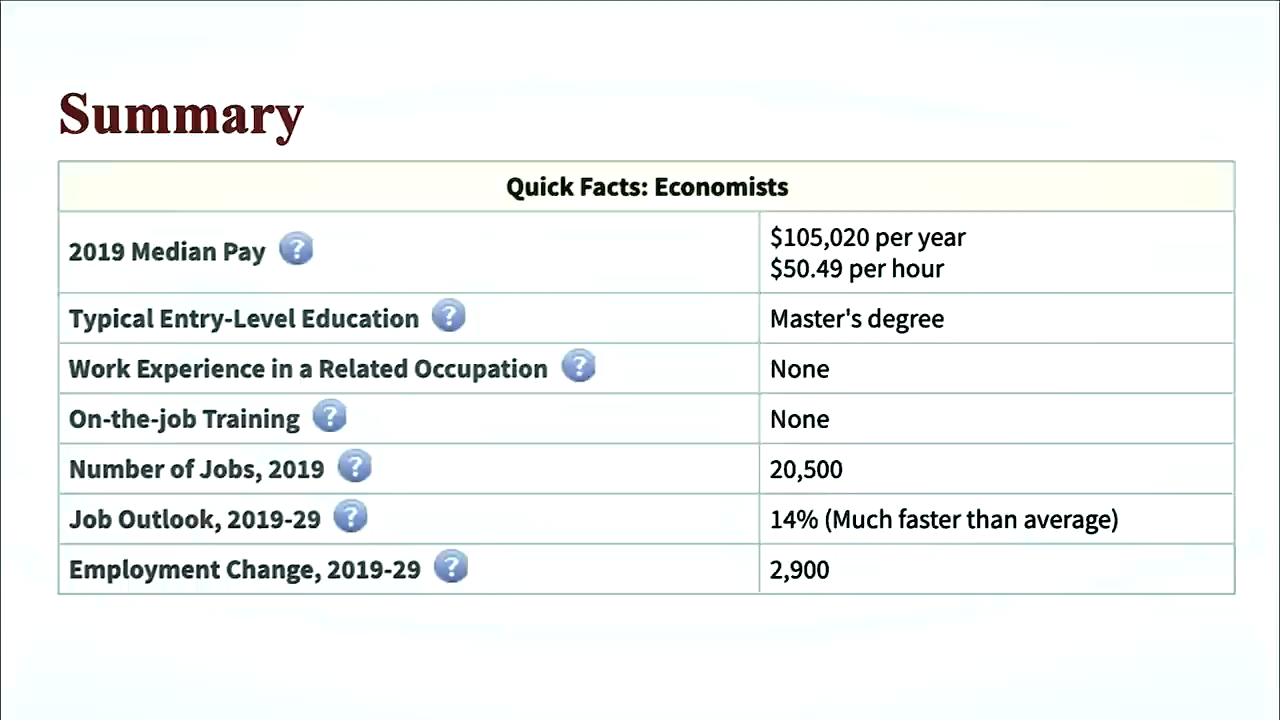 Summary
Quick Facts: Economists
2019 Median Pay ?
$105,020 per year
$50.49 per hour
Typical Entry-Level Education ?
Master's degree
Work Experience in a Related Occupation ?
None
On-the-job Training ?
None
Number of Jobs, 2019 ?
20,500
Job Outlook, 2019-29 ?
14% (Much faster than average)
Employment Change, 2019-29 ?
2,900